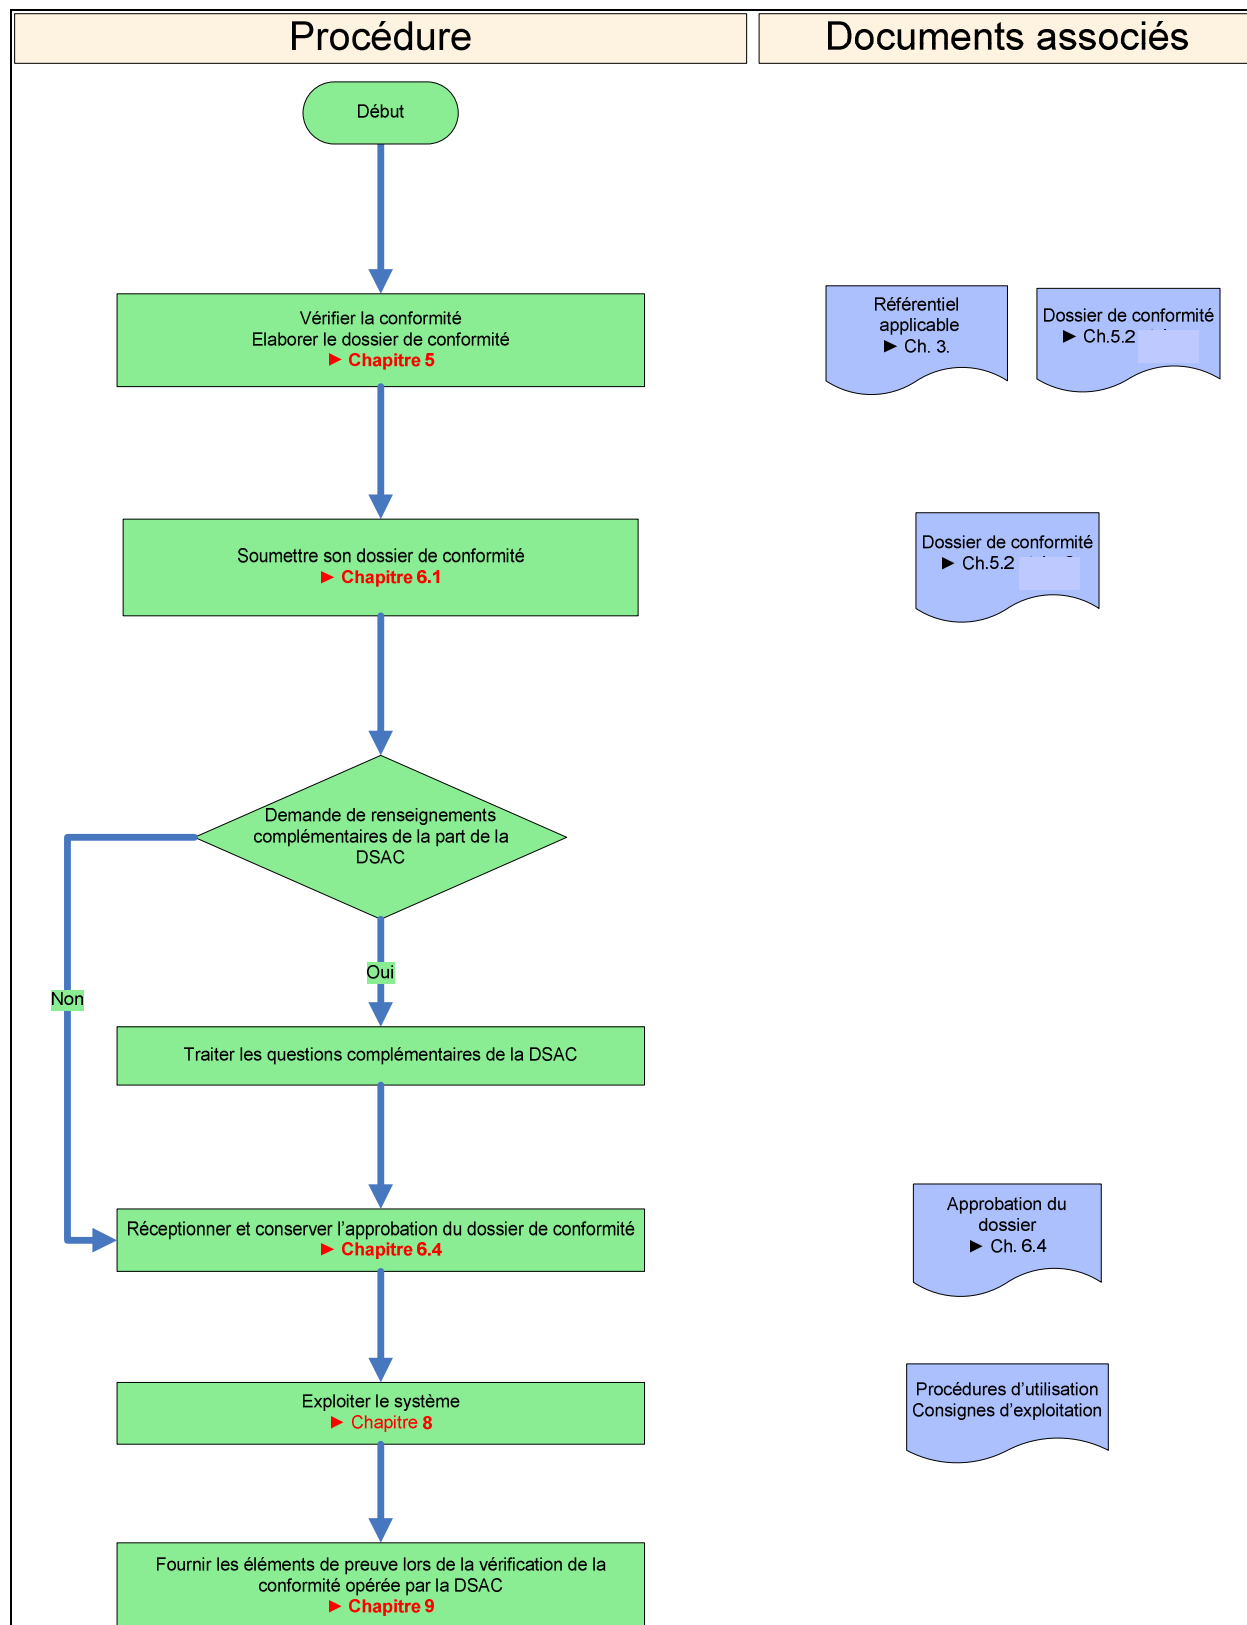 Procédure
Documents associés
Début
Vérifier la conformité
Elaborer le dossier de conformité
► Chapitre 5
Référentiel
applicable
► Ch. 3.
Dossier de conformité
► Ch.5.2
Soumettre son dossier de conformité
► Chapitre 6.1
Dossier de conformité
► Ch.5.2
Demande de renseignements
complémentaires de la part de la
DSAC
Oui
Non
Traiter les questions complémentaires de la DSAC
Réceptionner et conserver l'approbation du dossier de conformité
► Chapitre 6.4
Approbation du
dossier
► Ch. 6.4
Exploiter le système
► Chapitre 8
Procédures d'utilisation
Consignes d'exploitation
Fournir les éléments de preuve lors de la vérification de la
conformité opérée par la DSAC
► Chapitre 9